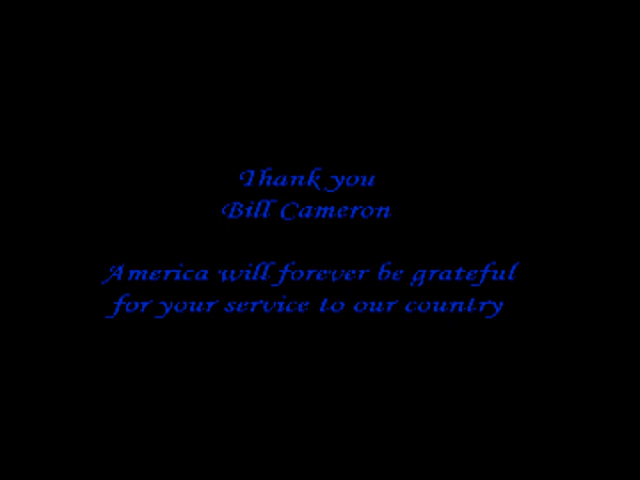 Thank you
Bill Cameron
America will forever be grateful
for your service to our country